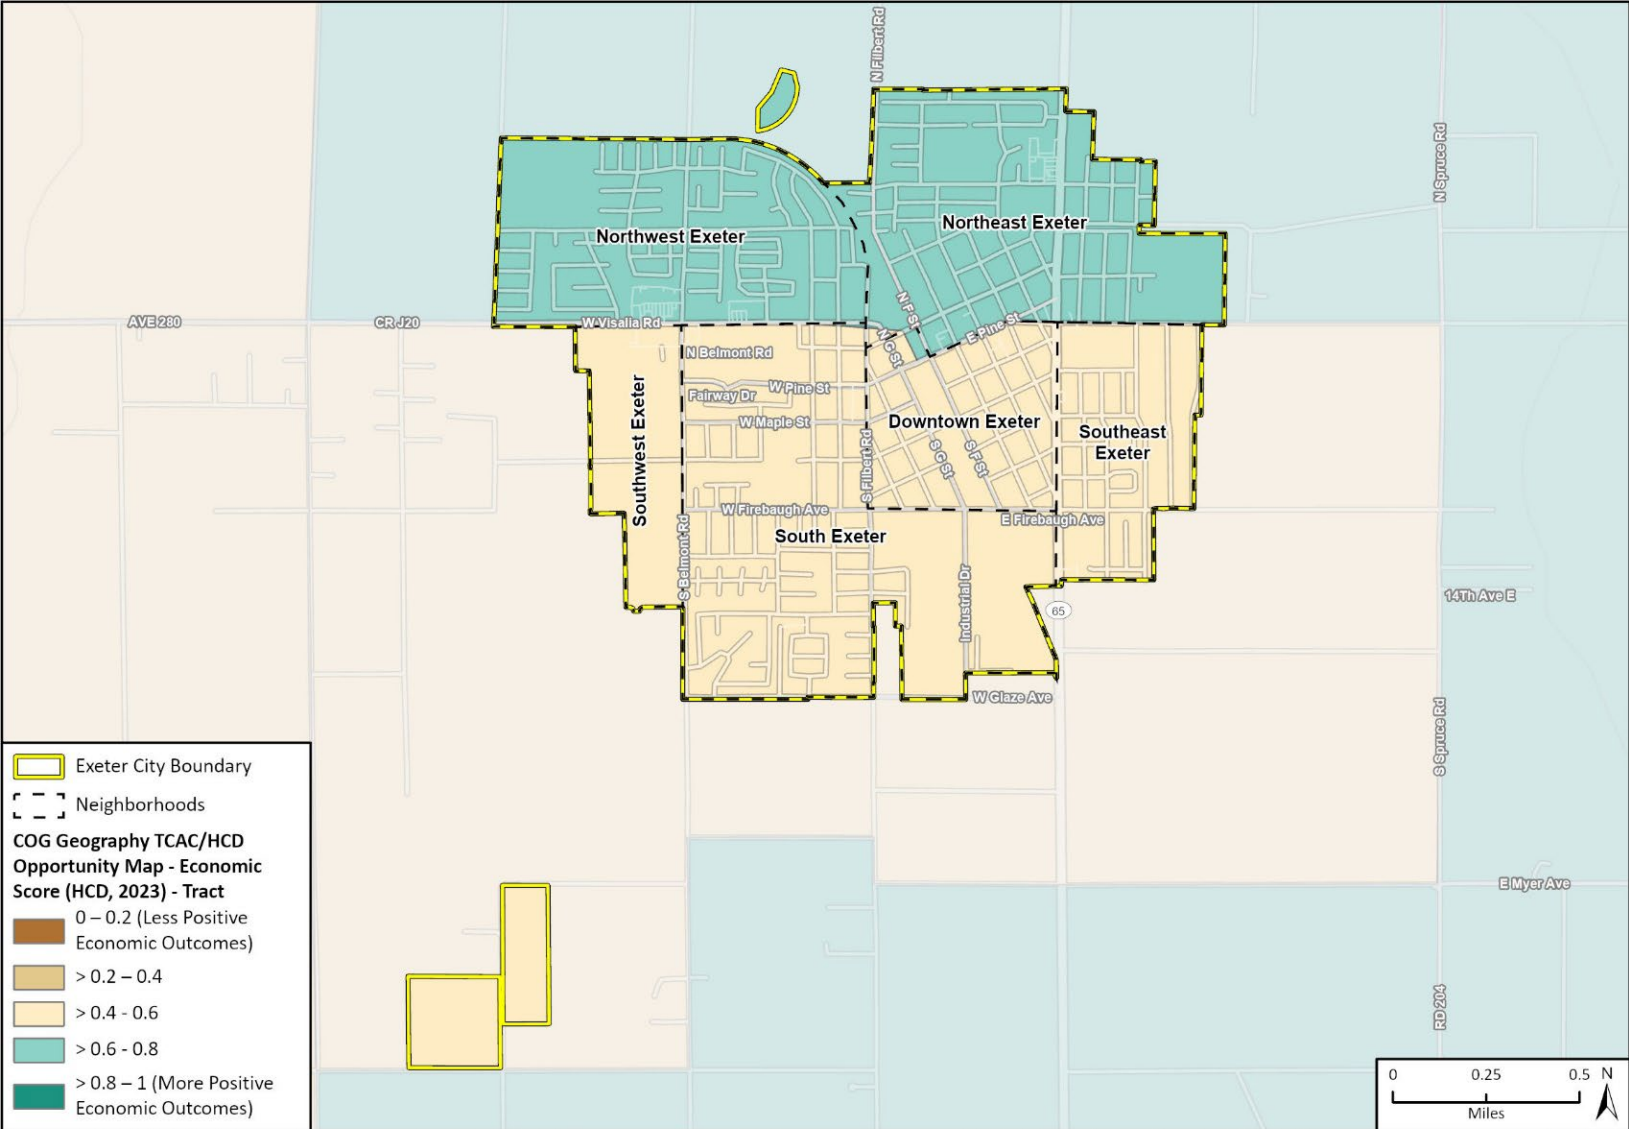 N Filbert Rd
N Spruce Rd
Northeast Exeter
Northwest Exeter
N F St
AVE 280
CR J20
W Visalia Rd
E Pine St
N G St
N Belmont Rd
W Pine St
Fairway Dr
W Maple St
Southwest Exeter
Downtown Exeter
Southeast
Exeter
S Filbert Rd
S G St
S F St
W Firebaugh Ave
E Firebaugh Ave
South Exeter
S Belmont Rd
Industrial Dr
14Th Ave E
65
W Glaze Ave
S Spruce Rd
E Myer Ave
RD 204
Exeter City Boundary
Neighborhoods
COG Geography TCAC/HCD
Opportunity Map - Economic
Score (HCD, 2023) - Tract
0 – 0.2 (Less Positive
Economic Outcomes)
> 0.2 – 0.4
> 0.4 - 0.6
> 0.6 - 0.8
> 0.8 – 1 (More Positive
Economic Outcomes)
0 0.25 0.5 N
Miles